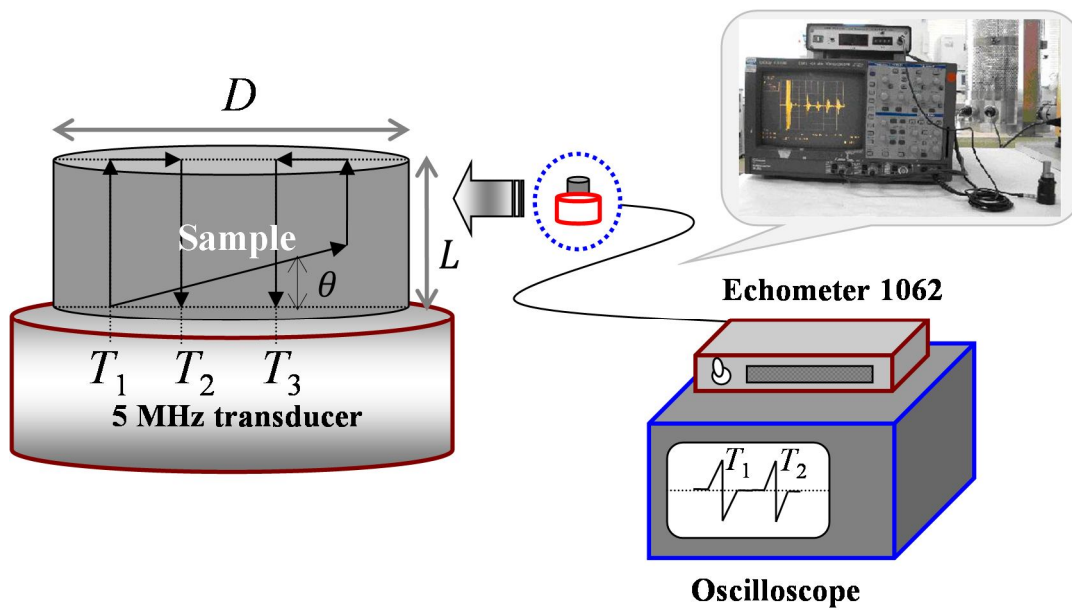 D
Sample
L
θ
T1 T2 T3
5 MHz transducer
Echometer 1062
T1 T2
Oscilloscope